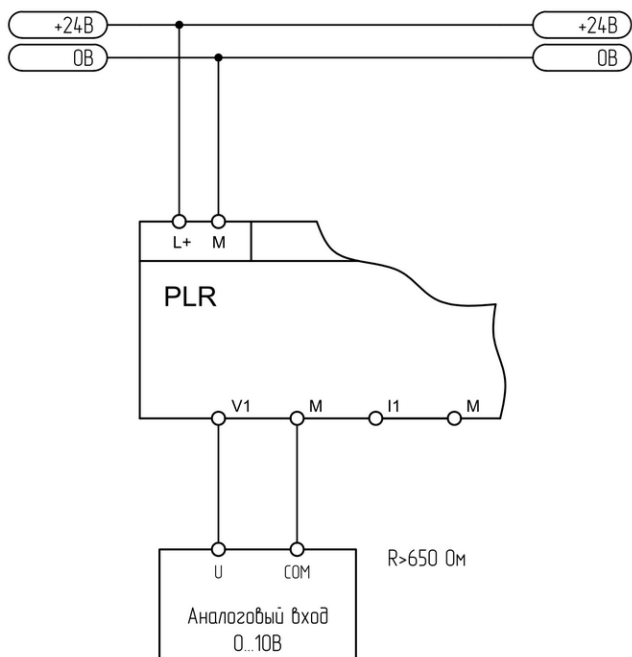 +24В
+24В
0В
0В
L+ M
PLR
V1 M I1 M
U COM
R>650 Ом
Аналоговый вход
0...10В